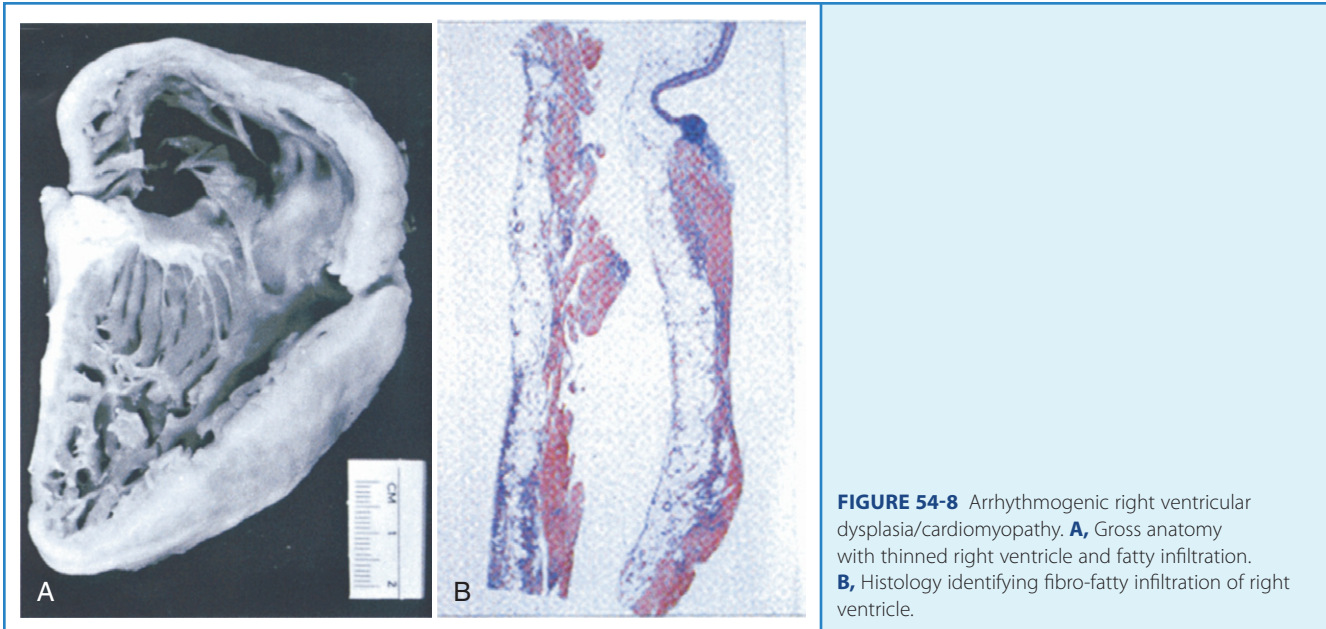 A
CM
1
2
B
FIGURE 54-8 Arrhythmogenic right ventricular
dysplasia/cardiomyopathy. A, Gross anatomy
with thinned right ventricle and fatty infiltration.
B, Histology identifying fibro-fatty infiltration of right
ventricle.